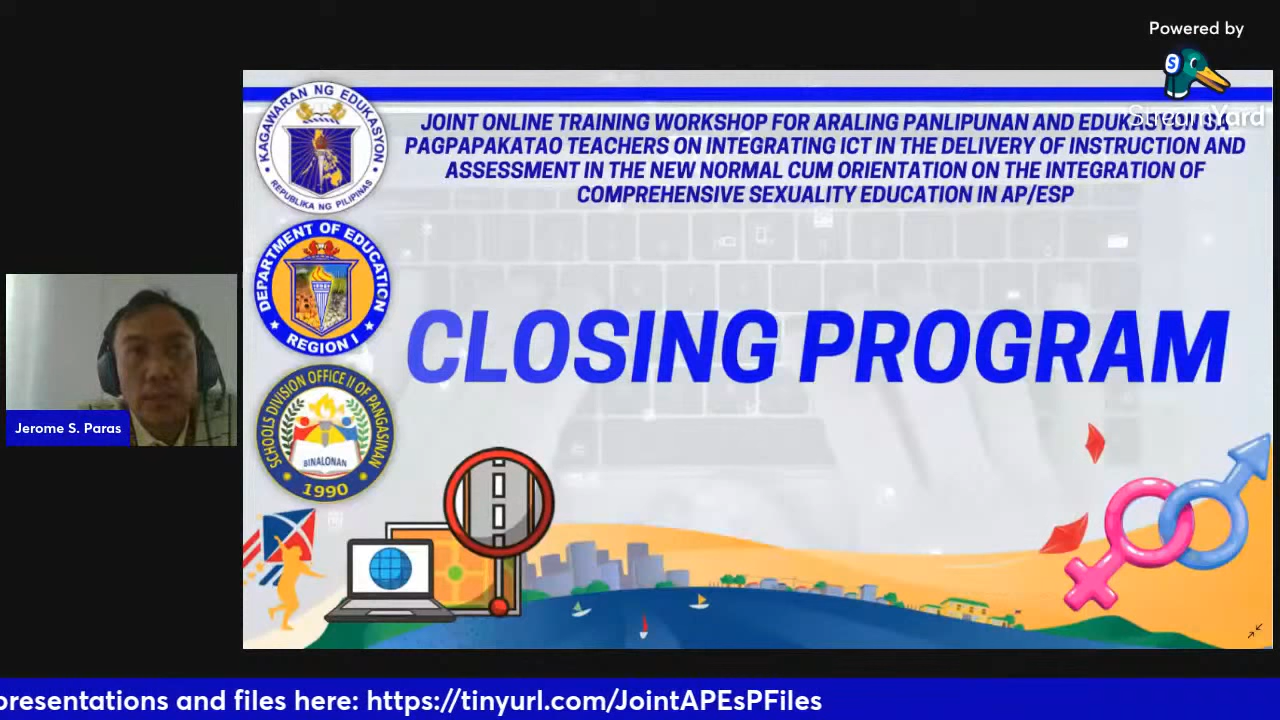 Powered by
StreamYard
KAGAWARAN NG EDUKASYON
REPUBLIKA NG PILIPINAS
JOINT ONLINE TRAINING WORKSHOP FOR ARALING PANLIPUNAN AND EDUKASYON SA
PAGPAPAKATAO TEACHERS ON INTEGRATING ICT IN THE DELIVERY OF INSTRUCTION AND
ASSESSMENT IN THE NEW NORMAL CUM ORIENTATION ON THE INTEGRATION OF
COMPREHENSIVE SEXUALITY EDUCATION IN AP/ESP
DEPARTMENT OF EDUCATION
REGION I
CLOSING PROGRAM
SCHOOLS DIVISION OFFICE II OF PANGASINAN
BINALONAN
1990
Jerome S. Paras
presentations and files here: https://tinyurl.com/JointAPEsPFiles